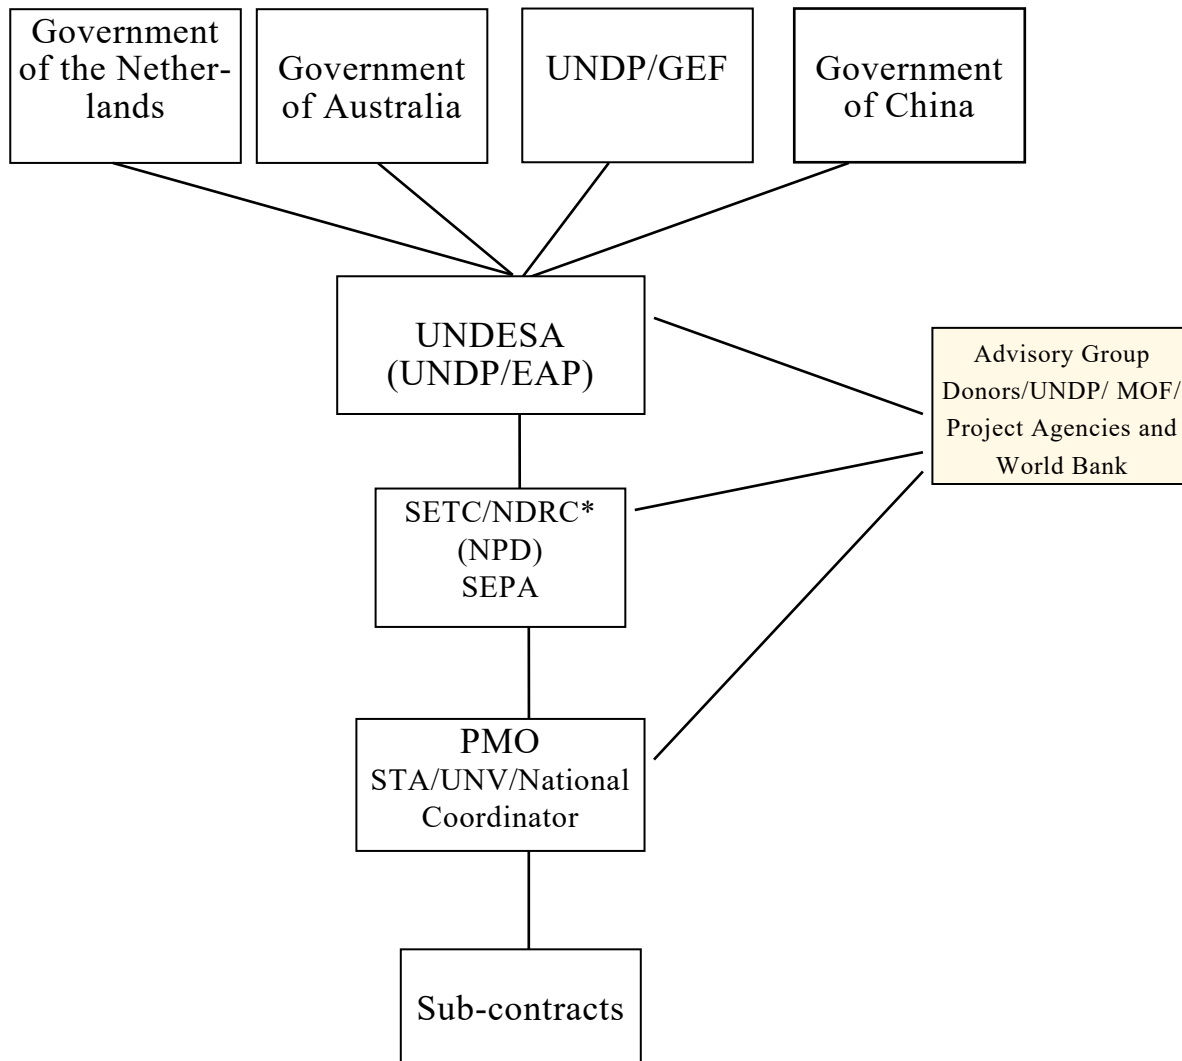 Government
of the Nether-
lands
Government
of Australia
UNDP/GEF
Government
of China
UNDESA
(UNDP/EAP)
Advisory Group
Donors/UNDP/ MOF/
Project Agencies and
World Bank
SETC/NDRC*
(NPD)
SEPA
PMO
STA/UNV/National
Coordinator
Sub-contracts